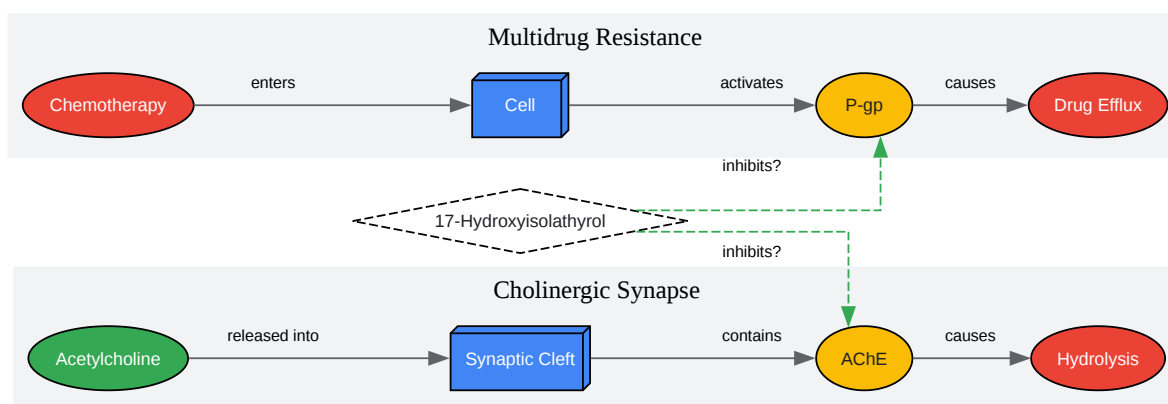 Multidrug Resistance
Chemotherapy
enters
Cell
activates
P-gp
causes
Drug Efflux
inhibits?
17-Hydroxyisolathyrol
inhibits?
Cholinergic Synapse
Acetylcholine
released into
Synaptic Cleft
contains
AChE
causes
Hydrolysis